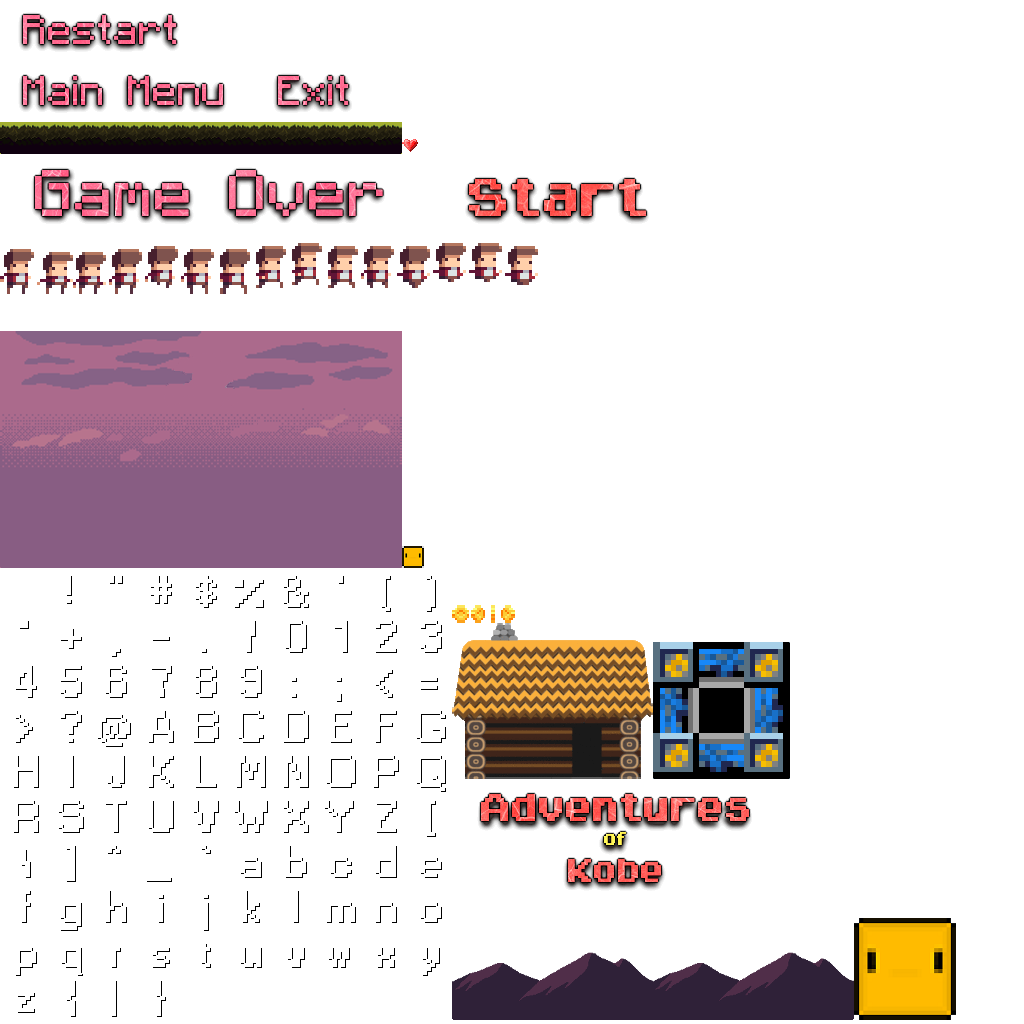 Restart
Main Menu Exit
Game Over Start
! " # $ % & ' ( )
* + , - . / 0 1 2 3
4 5 6 7 8 9 : ; < =
> ? @ A B C D E F G
H I J K L M N O P Q
R S T U V W X Y Z [
\ ] ^ _ ` a b c d e
f g h i j k l m n o
p q r s t u v w x y
z { | }
Adventures
of
Kobe